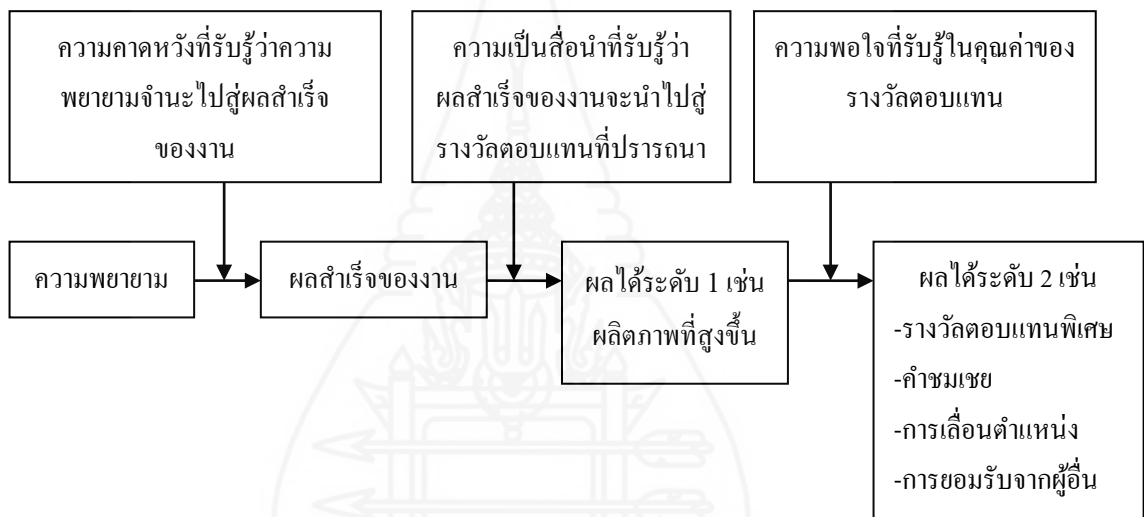 ความคาดหวังที่รับรู้ว่าความ
พยายามจำนะไปสู่ผลสำเร็จ
ของงาน
ความเป็นสื่อนำที่รับรู้ว่า
ผลสำเร็จของงานจะนำไปสู่
รางวัลตอบแทนที่ปรารถนา
ความพอใจที่รับรู้ในคุณค่าของ
รางวัลตอบแทน
ความพยายาม
ผลสำเร็จของงาน
ผลได้ระดับ 1 เช่น
ผลิตภาพที่สูงขึ้น
ผลได้ระดับ 2 เช่น
-รางวัลตอบแทนพิเศษ
-คำชมเชย
-การเลื่อนตำแหน่ง
-การยอมรับจากผู้อื่น